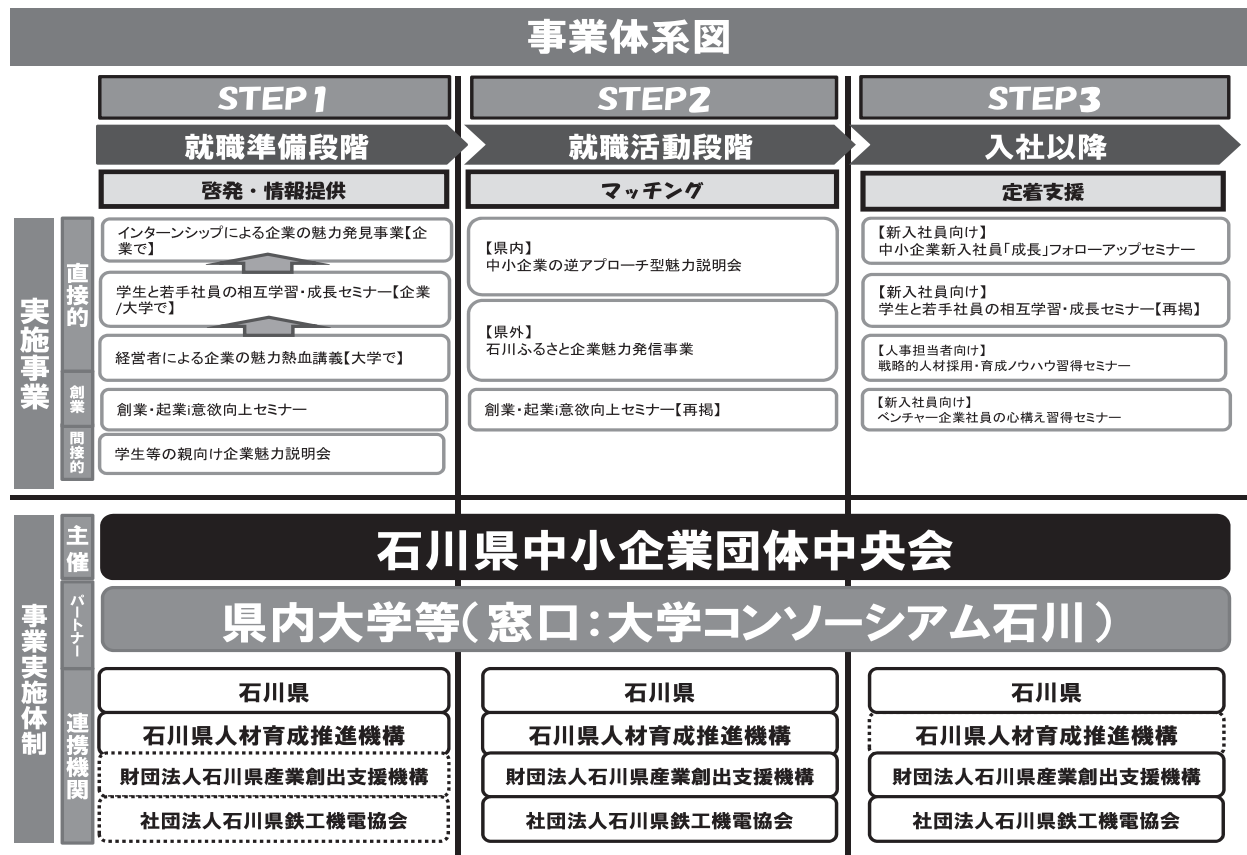 事業体系図
STEP1
就職準備段階
啓発・情報提供
STEP2
就職活動段階
マッチング
STEP3
入社以降
定着支援
実施事業
直接的
インターンシップによる企業の魅力発見事業【企
業で】
学生と若手社員の相互学習・成長セミナー【企業
/大学で】
経営者による企業の魅力熱血講義【大学で】
創業
創業・起業i意欲向上セミナー
間接的
学生等の親向け企業魅力説明会
【県内】
中小企業の逆アプローチ型魅力説明会
【県外】
石川ふるさと企業魅力発信事業
創業・起業i意欲向上セミナー【再掲】
【新入社員向け】
中小企業新入社員「成長」フォローアップセミナー
【新入社員向け】
学生と若手社員の相互学習・成長セミナー【再掲】
【人事担当者向け】
戦略的人材採用・育成ノウハウ習得セミナー
【新入社員向け】
ベンチャー企業社員の心構え習得セミナー
事業実施体制
主催
石川県中小企業団体中央会
パートナー
県内大学等(窓口:大学コンソーシアム石川)
連携機関
石川県
石川県人材育成推進機構
財団法人石川県産業創出支援機構
社団法人石川県鉄工機電協会
石川県
石川県人材育成推進機構
財団法人石川県産業創出支援機構
社団法人石川県鉄工機電協会
石川県
石川県人材育成推進機構
財団法人石川県産業創出支援機構
社団法人石川県鉄工機電協会